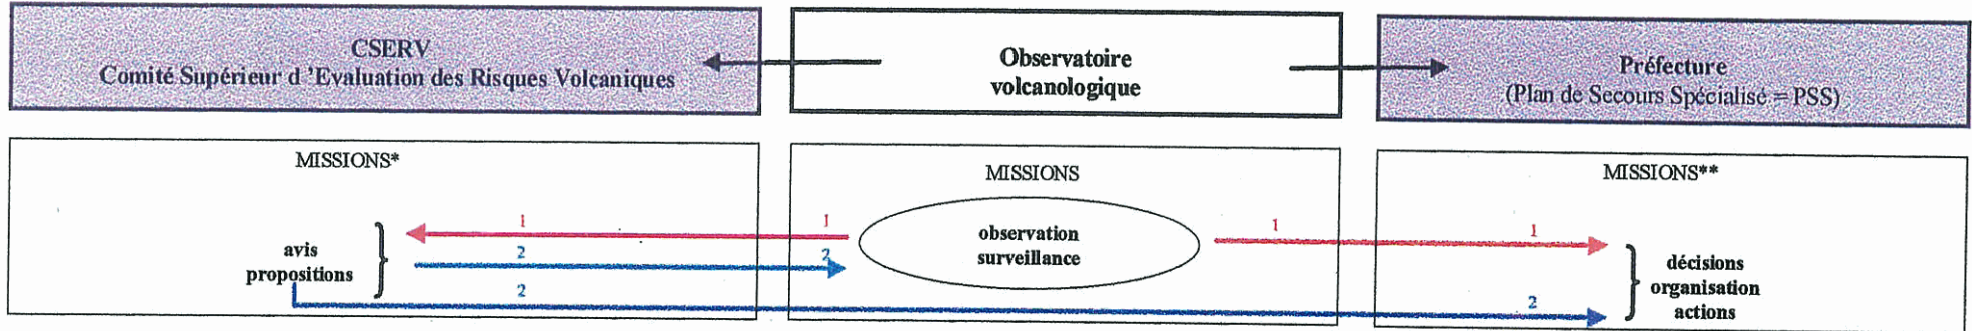 CSERV
Comité Supérieur d 'Evaluation des Risques Volcaniques
Observatoire
volcanologique
Préfecture
(Plan de Secours Spécialisé = PSS)
MISSIONS*
MISSIONS
MISSIONS**
1
1
1
1
2
2
2
2
avis
propositions
observation
surveillance
décisions
organisation
actions